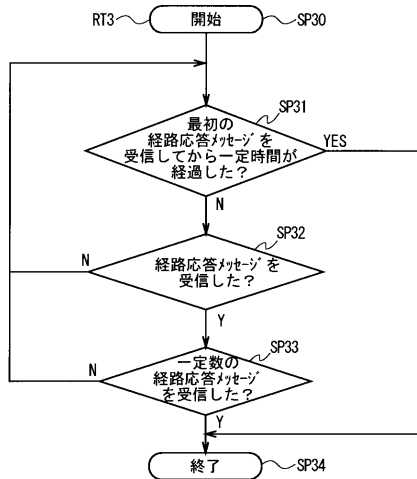 RT3
開始
SP30
SP31
最初の
経路応答ﾒｯｾｰｼﾞを
受信してから一定時間が
経過した？
YES
N
SP32
経路応答ﾒｯｾｰｼﾞを
受信した？
N
Y
SP33
一定数の
経路応答ﾒｯｾｰｼﾞ
を受信した？
N
Y
終了
SP34